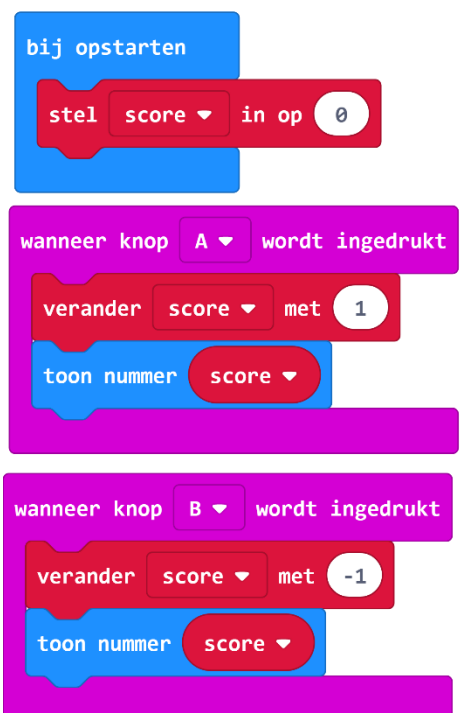 bij opstarten
stel score in op 0
wanneer knop A wordt ingedrukt
verander score met 1
toon nummer score
wanneer knop B wordt ingedrukt
verander score met -1
toon nummer score